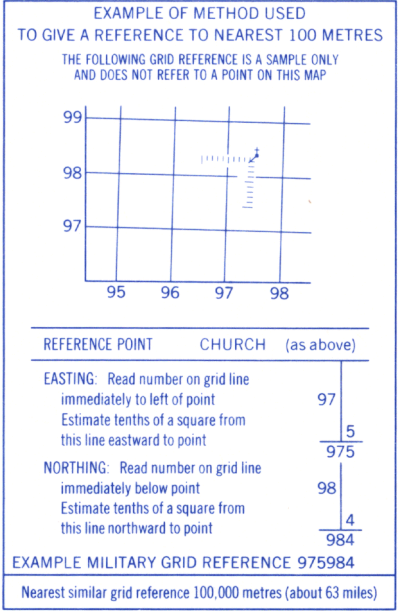 EXAMPLE OF METHOD USED
TO GIVE A REFERENCE TO NEAREST 100 METRES
THE FOLLOWING GRID REFERENCE IS A SAMPLE ONLY
AND DOES NOT REFER TO A POINT ON THIS MAP
99
98
97
95 96 97 98
REFERENCE POINT CHURCH (as above)
EASTING: Read number on grid line
immediately to left of point 97
Estimate tenths of a square from
this line eastward to point 5
975
NORTHING: Read number on grid line
immediately below point 98
Estimate tenths of a square from
this line northward to point 4
984
EXAMPLE MILITARY GRID REFERENCE 975984
Nearest similar grid reference 100,000 metres (about 63 miles)